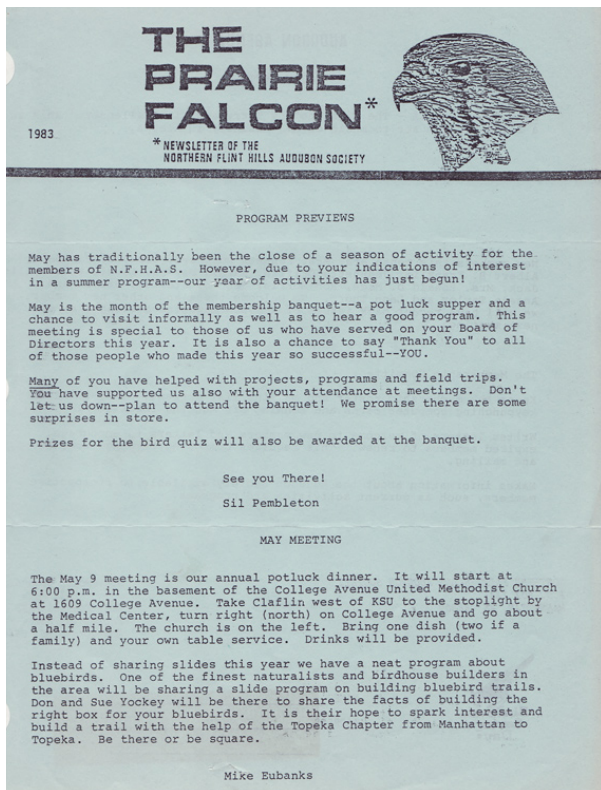 THE
PRAIRIE
FALCON*
1983
*NEWSLETTER OF THE
NORTHERN FLINT HILLS AUDUBON SOCIETY
PROGRAM PREVIEWS
May has traditionally been the close of a season of activity for the
members of N.F.H.A.S. However, due to your indications of interest
in a summer program--our year of activities has just begun!
May is the month of the membership banquet--a pot luck supper and a
chance to visit informally as well as to hear a good program. This
meeting is special to those of us who have served on your Board of
Directors this year. It is also a chance to say "Thank You" to all
of those people who made this year so successful--YOU.
Many of you have helped with projects, programs and field trips.
You have supported us also with your attendance at meetings. Don't
let us down--plan to attend the banquet! We promise there are some
surprises in store.
Prizes for the bird quiz will also be awarded at the banquet.
See you There!
Sil Pembleton
MAY MEETING
The May 9 meeting is our annual potluck dinner. It will start at
6:00 p.m. in the basement of the College Avenue United Methodist Church
at 1609 College Avenue. Take Claflin west of KSU to the stoplight by
the Medical Center, turn right (north) on College Avenue and go about
a half mile. The church is on the left. Bring one dish (two if a
family) and your own table service. Drinks will be provided.
Instead of sharing slides this year we have a neat program about
bluebirds. One of the finest naturalists and birdhouse builders in
the area will be sharing a slide program on building bluebird trails.
Don and Sue Yockey will be there to share the facts of building the
right box for your bluebirds. It is their hope to spark interest and
build a trail with the help of the Topeka Chapter from Manhattan to
Topeka. Be there or be square.
Mike Eubanks